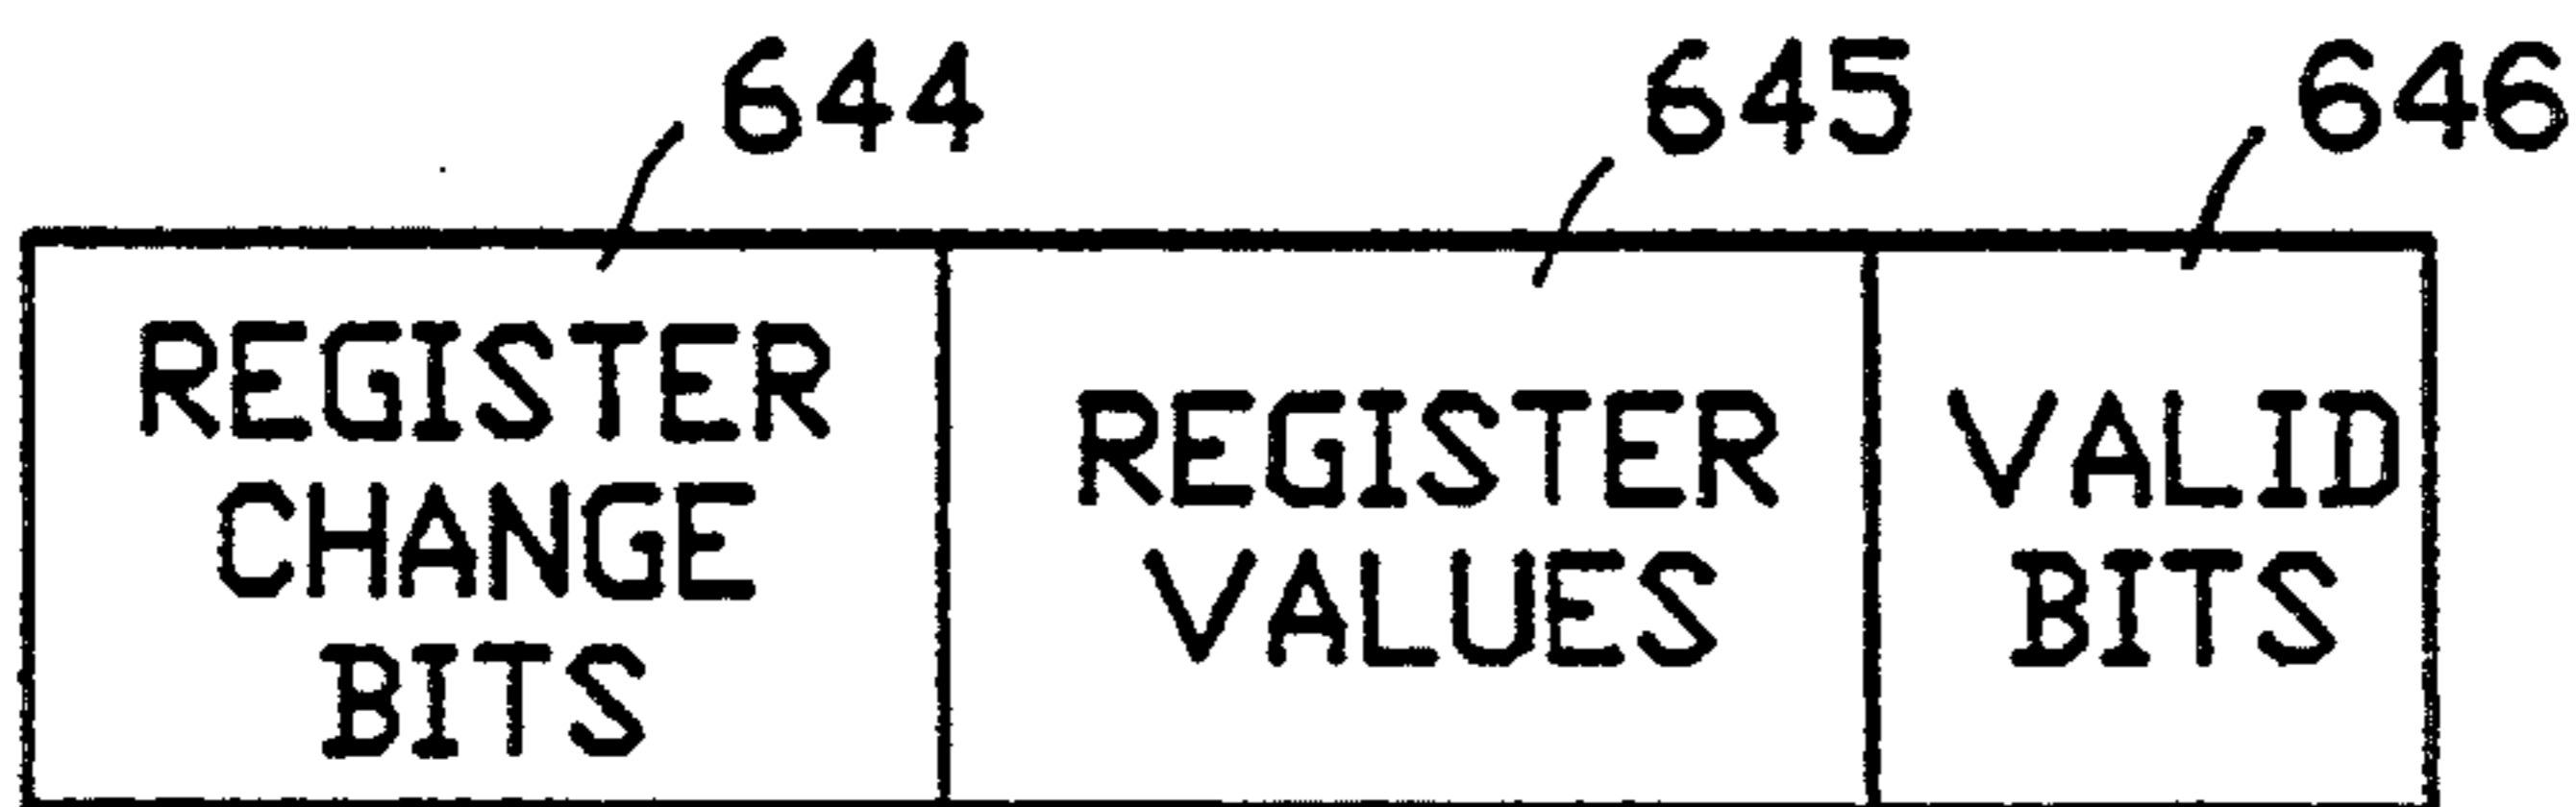 644 645 646
REGISTER
CHANGE
BITS
REGISTER
VALUES
VALID
BITS